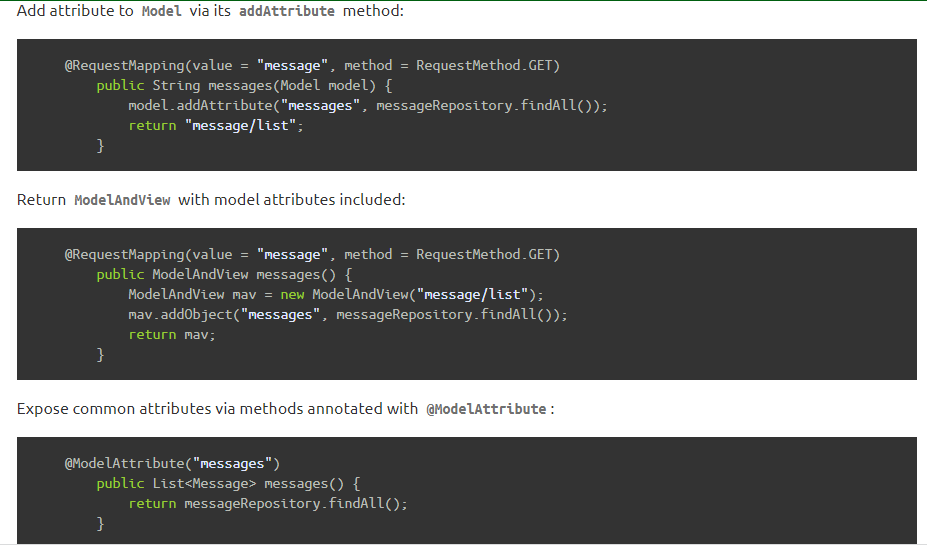 Add attribute to Model via its addAttribute method:
@RequestMapping(value = "message", method = RequestMethod.GET)
    public String messages(Model model) {
        model.addAttribute("messages", messageRepository.findAll());
        return "message/list";
    }
Return ModelAndView with model attributes included:
@RequestMapping(value = "message", method = RequestMethod.GET)
    public ModelAndView messages() {
        ModelAndView mav = new ModelAndView("message/list");
        mav.addObject("messages", messageRepository.findAll());
        return mav;
    }
Expose common attributes via methods annotated with @ModelAttribute :
@ModelAttribute("messages")
    public List<Message> messages() {
        return messageRepository.findAll();
    }